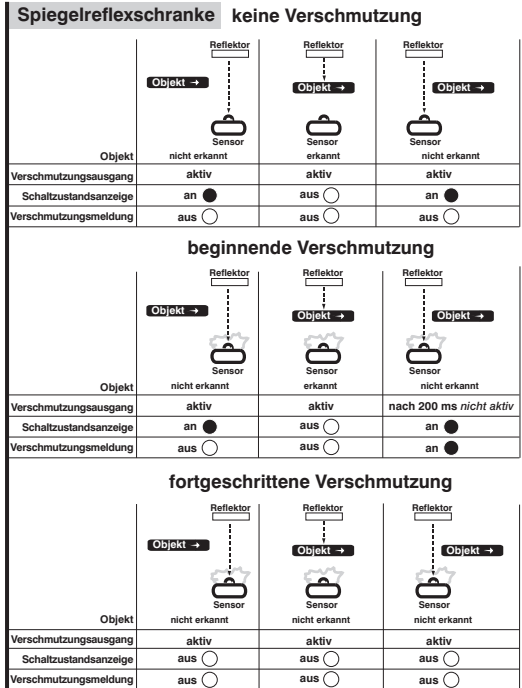 Spiegelreflexschranke keine Verschmutzung
Reflektor Reflektor Reflektor
Objekt → Objekt → Objekt →
Sensor Sensor Sensor
Objekt nicht erkannt erkannt nicht erkannt
Verschmutzungsausgang aktiv aktiv aktiv
Schaltzustandsanzeige an aus an
Verschmutzungsmeldung aus aus aus
beginnende Verschmutzung
Reflektor Reflektor Reflektor
Objekt → Objekt → Objekt →
Sensor Sensor Sensor
Objekt nicht erkannt erkannt nicht erkannt
Verschmutzungsausgang aktiv aktiv nach 200 ms nicht aktiv
Schaltzustandsanzeige an aus an
Verschmutzungsmeldung aus aus an
fortgeschrittene Verschmutzung
Reflektor Reflektor Reflektor
Objekt → Objekt → Objekt →
Sensor Sensor Sensor
Objekt nicht erkannt nicht erkannt nicht erkannt
Verschmutzungsausgang aktiv aktiv aktiv
Schaltzustandsanzeige aus aus aus
Verschmutzungsmeldung aus aus aus